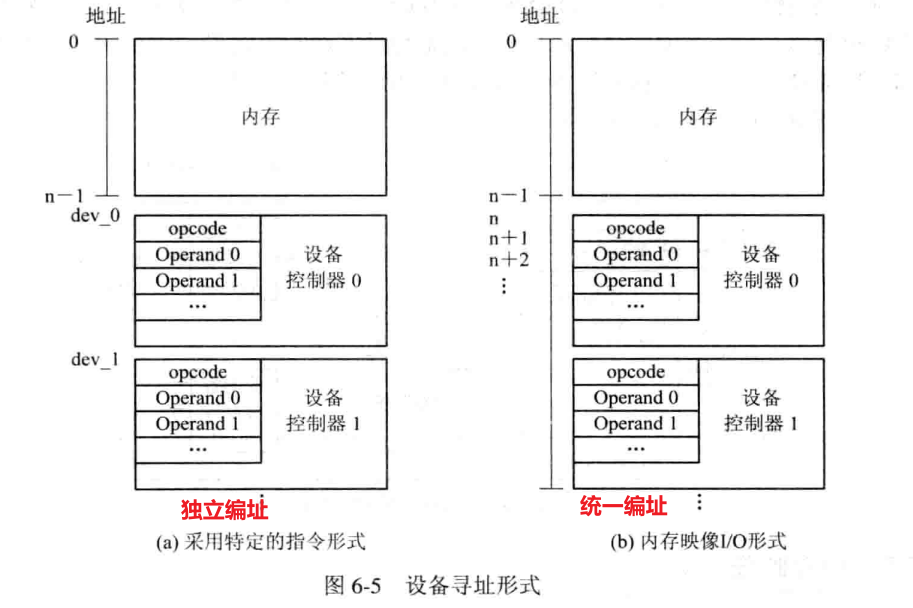 地址
0
内存
n－1
dev_0
opcode
Operand 0
Operand 1
…
设备
控制器 0
dev_1
opcode
Operand 0
Operand 1
…
设备
控制器 1
独立编址
⋮
(a) 采用特定的指令形式
地址
0
内存
n－1
n
n＋1
n＋2
⋮
opcode
Operand 0
Operand 1
…
设备
控制器 0
opcode
Operand 0
Operand 1
…
设备
控制器 1
统一编址
⋮
(b) 内存映像I/O形式
图 6-5 设备寻址形式